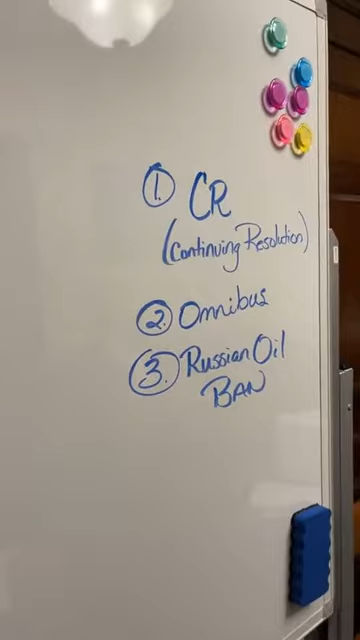 1. CR
(Continuing Resolution)
2. Omnibus
3. Russian Oil
BAN